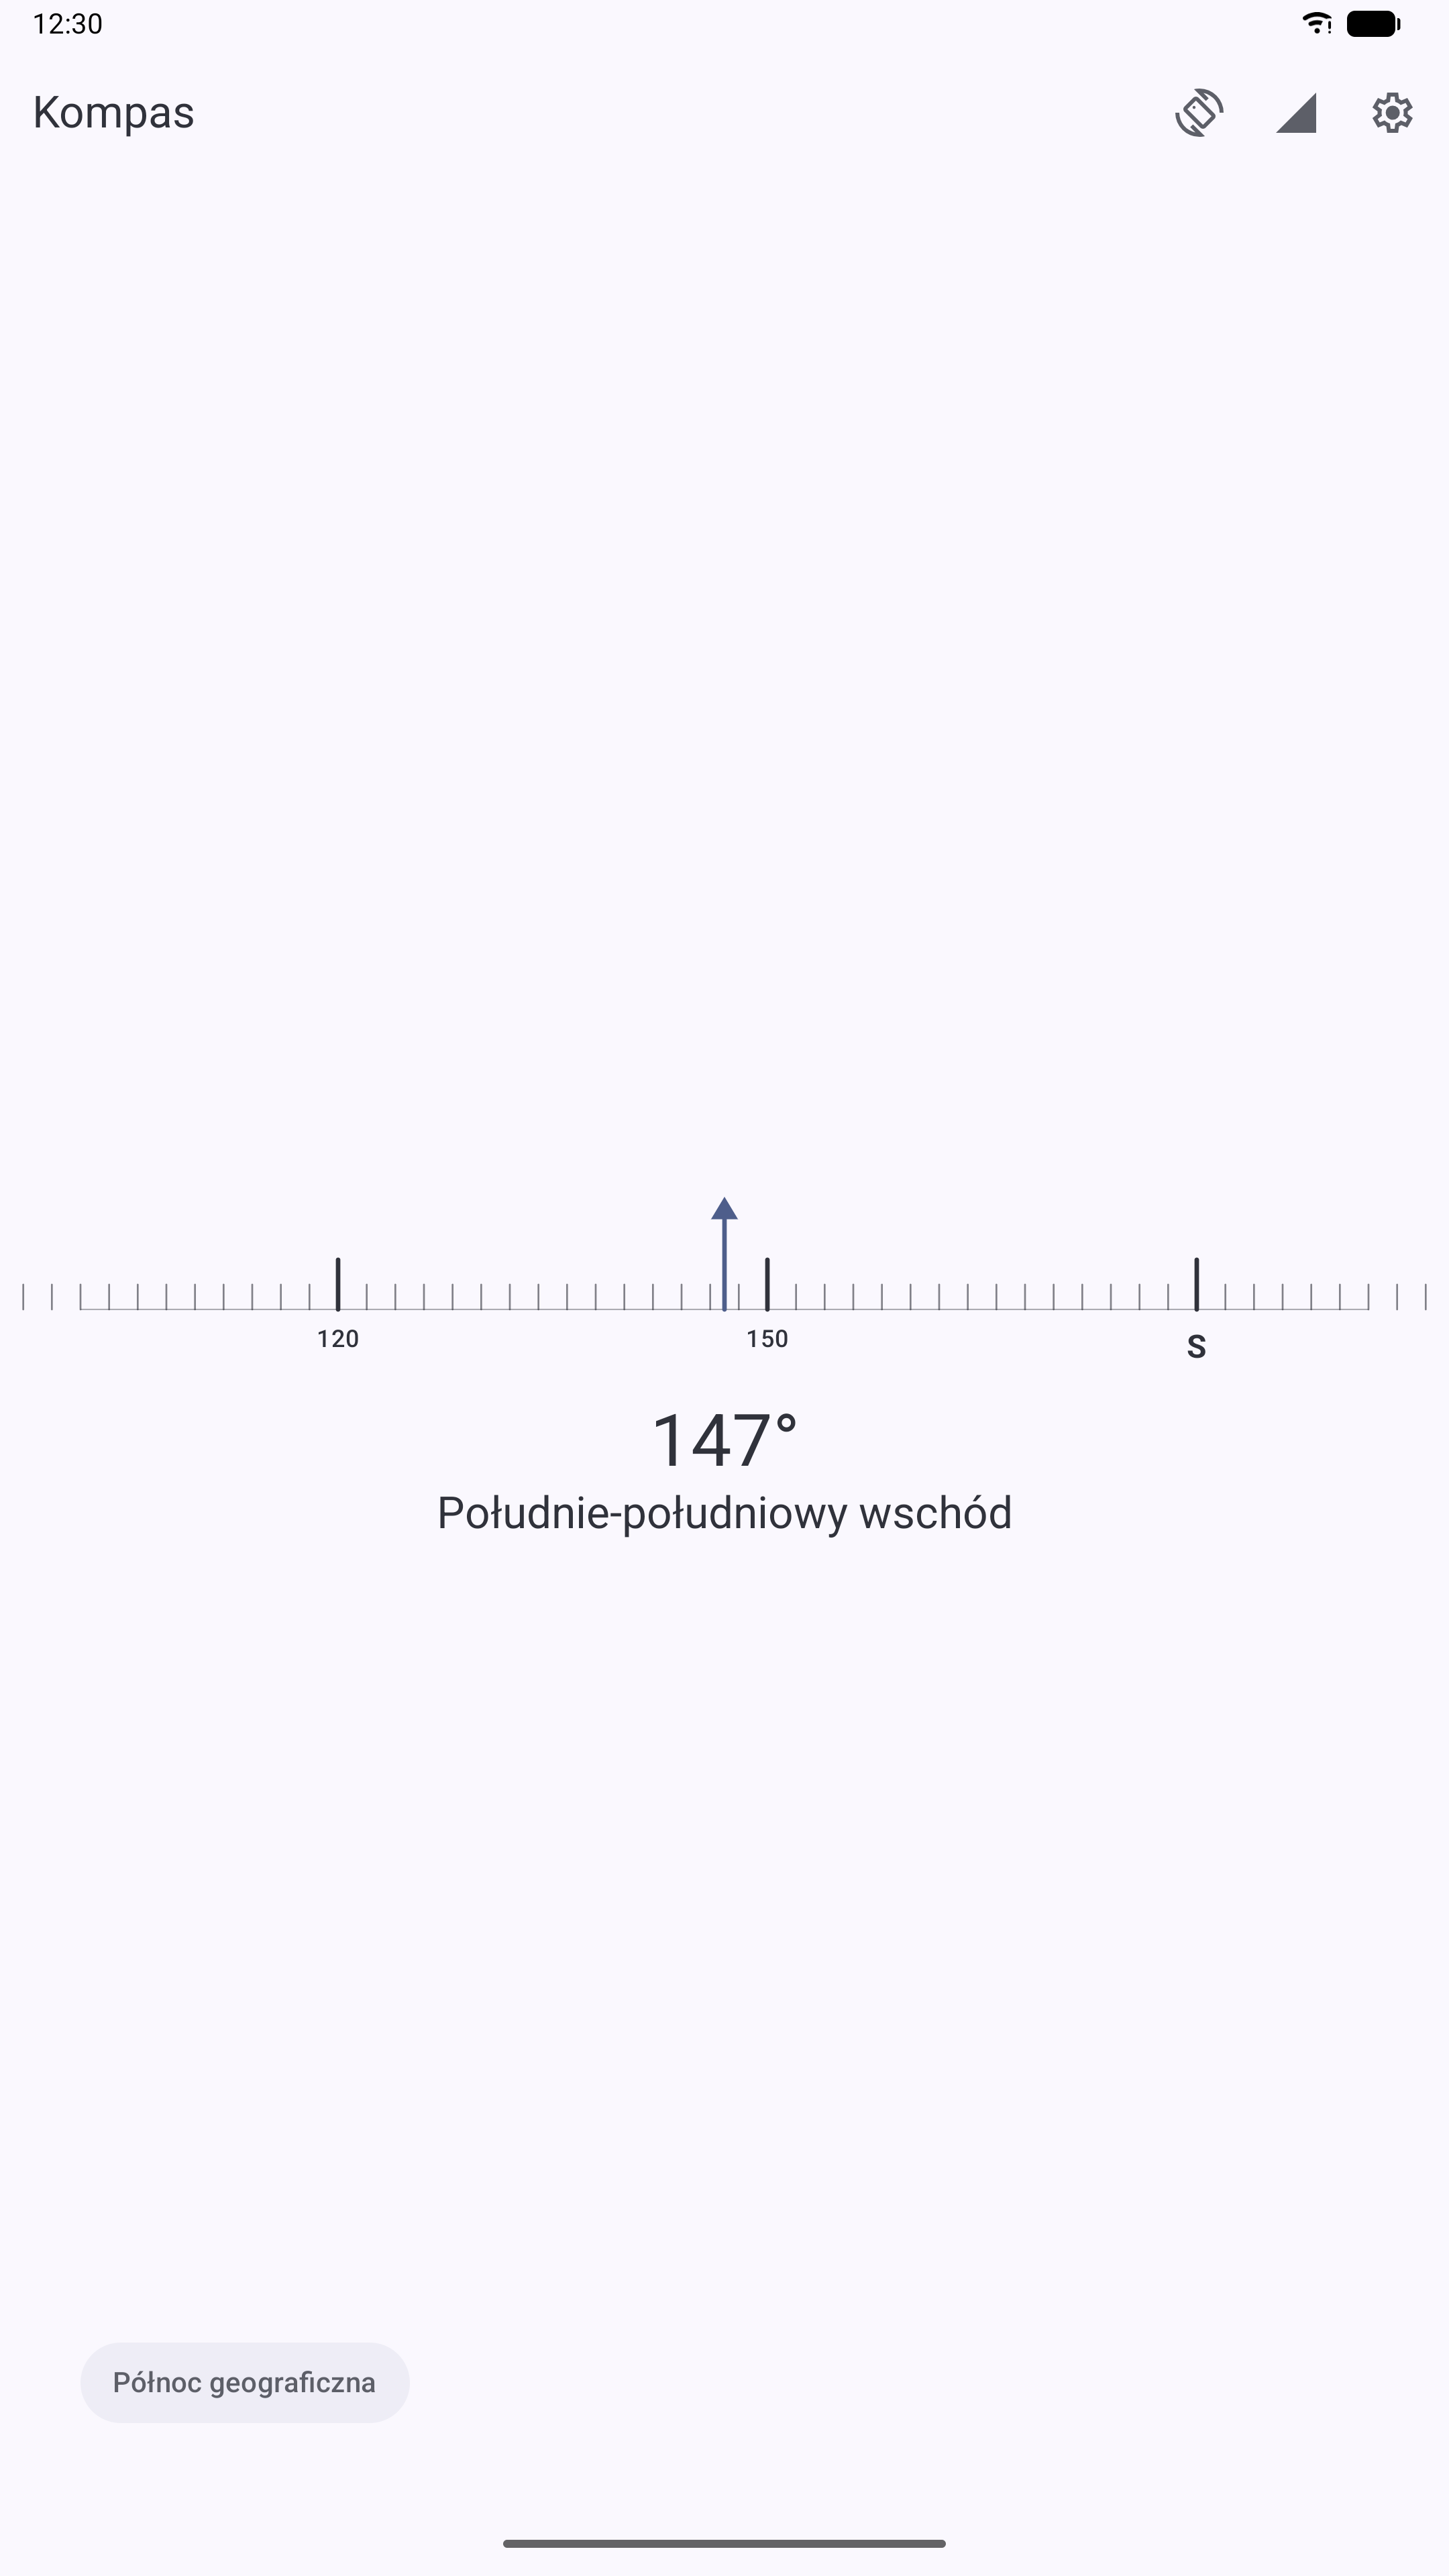 12:30
Kompas
120
150
S
147°
Południe-południowy wschód
Północ geograficzna